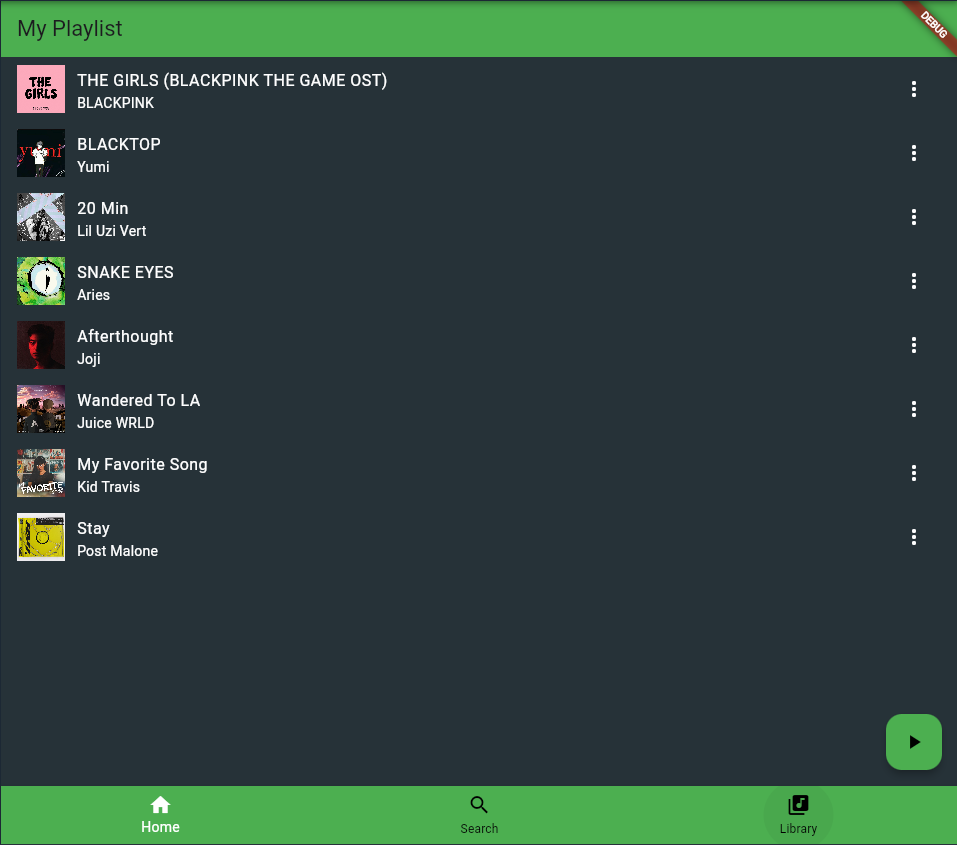 My Playlist
DEBUG
THE GIRLS
THE GIRLS (BLACKPINK THE GAME OST)
BLACKPINK
yumi
BLACKTOP
Yumi
20 Min
Lil Uzi Vert
SNAKE EYES
Aries
Afterthought
Joji
Wandered To LA
Juice WRLD
FAVORITE
My Favorite Song
Kid Travis
Stay
Post Malone
Home
Search
Library